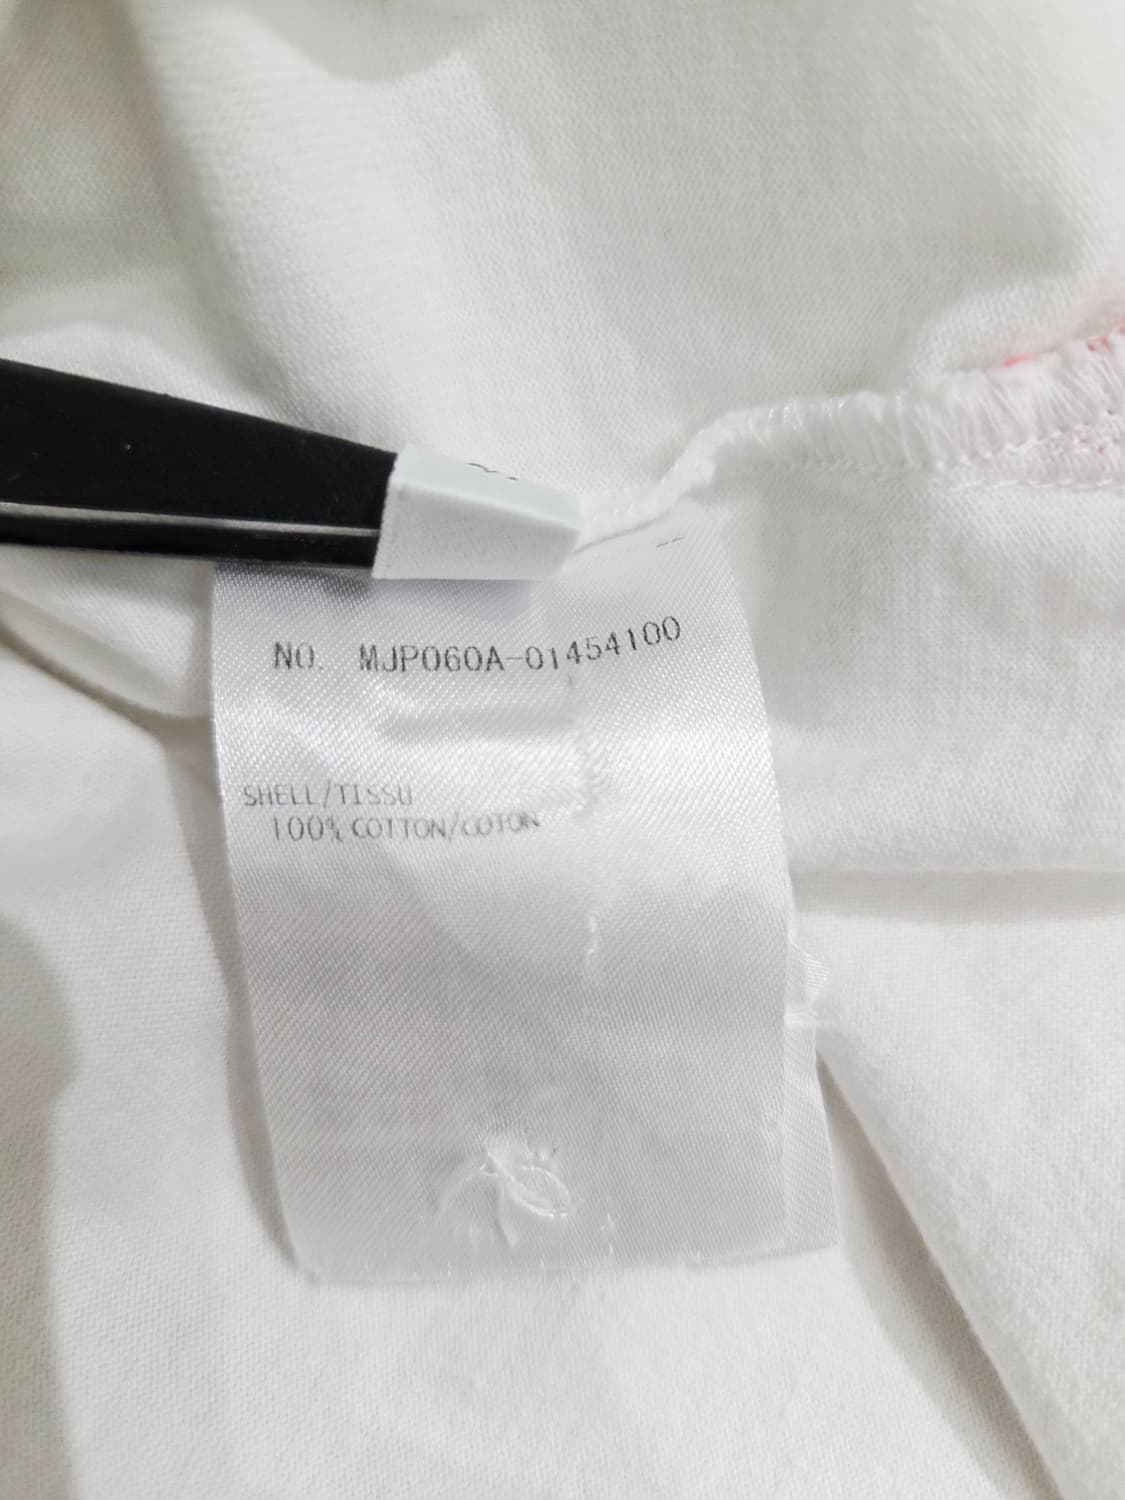 NO. MJP060A-01454100
SHELL/TISSU
100% COTTON/COTON